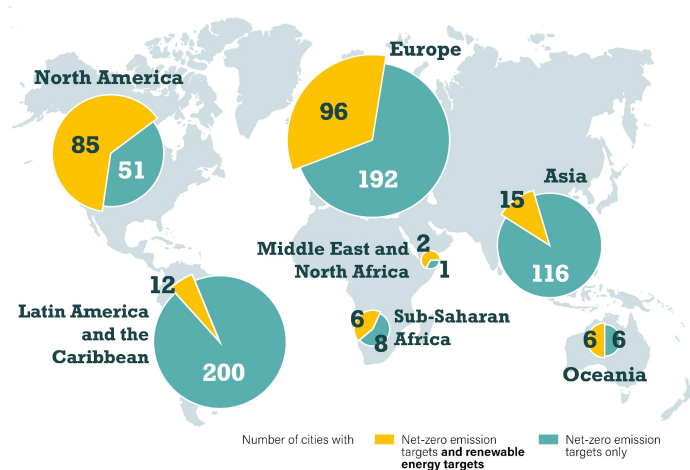 Europe
North America
96
85
51
192
Asia
15
116
Middle East and
North Africa
2
1
12
Latin America
and the
Caribbean
200
6
8
Sub-Saharan
Africa
6
6
Oceania
Number of cities with
Net-zero emission
targets and renewable
energy targets
Net-zero emission
targets only